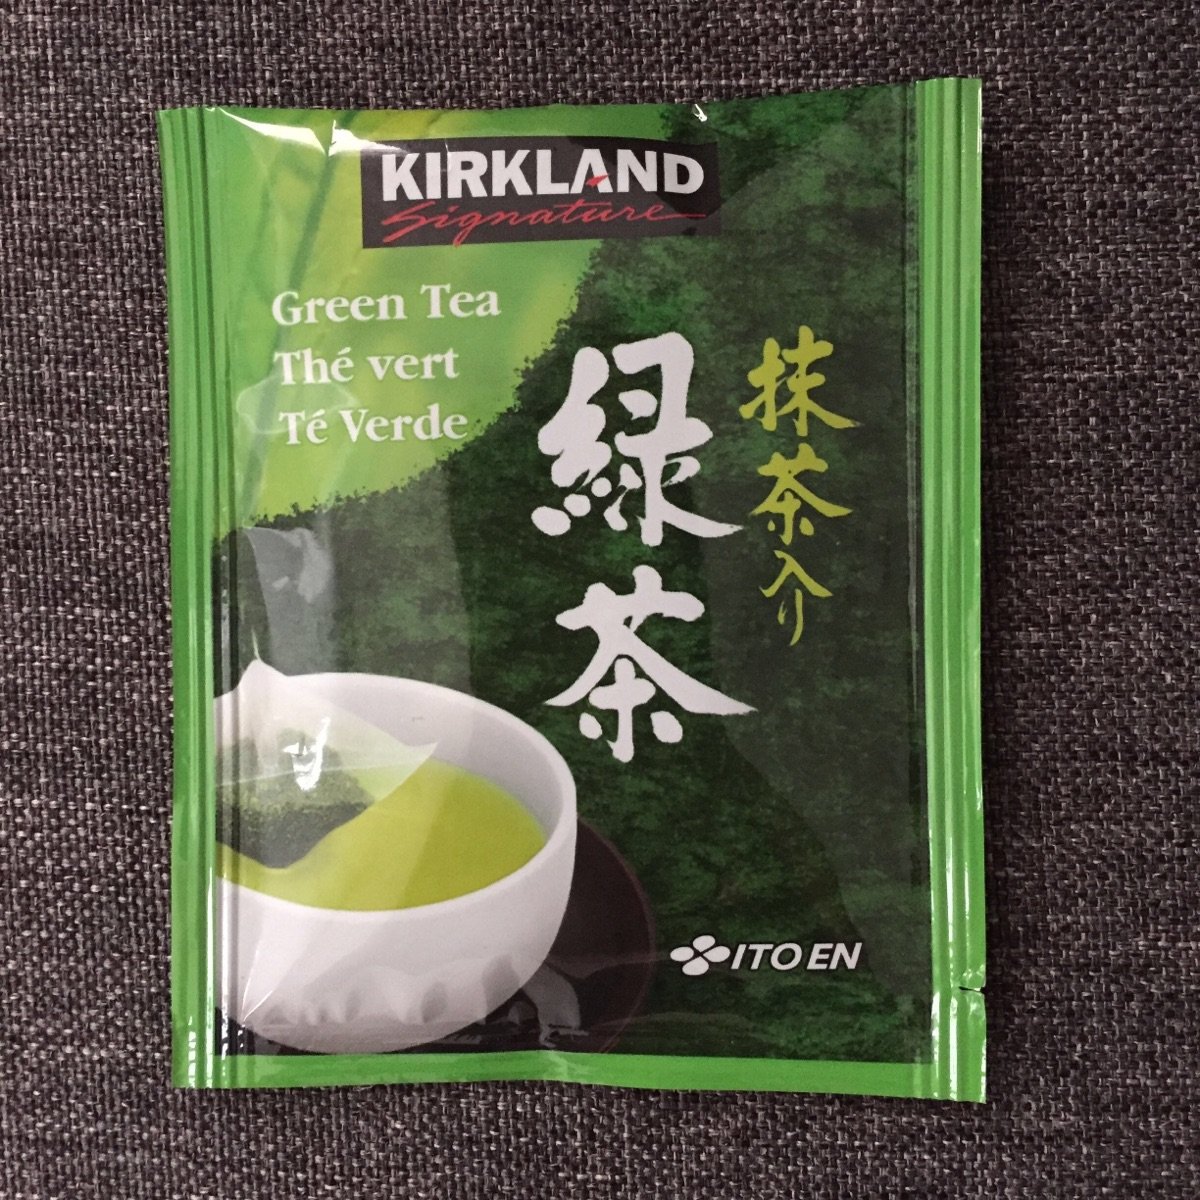 KIRKLAND
Signature
Green Tea
Thé vert
Té Verde
緑茶
抹茶入り
ITO EN